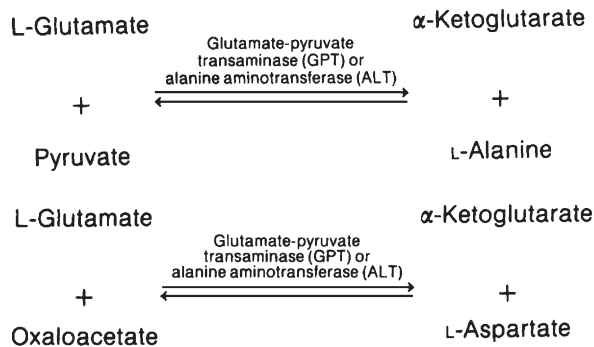 L-Glutamate
α-Ketoglutarate
Glutamate-pyruvate
transaminase (GPT) or
alanine aminotransferase (ALT)
+
+
Pyruvate
L-Alanine
L-Glutamate
α-Ketoglutarate
Glutamate-pyruvate
transaminase (GPT) or
alanine aminotransferase (ALT)
+
+
Oxaloacetate
L-Aspartate